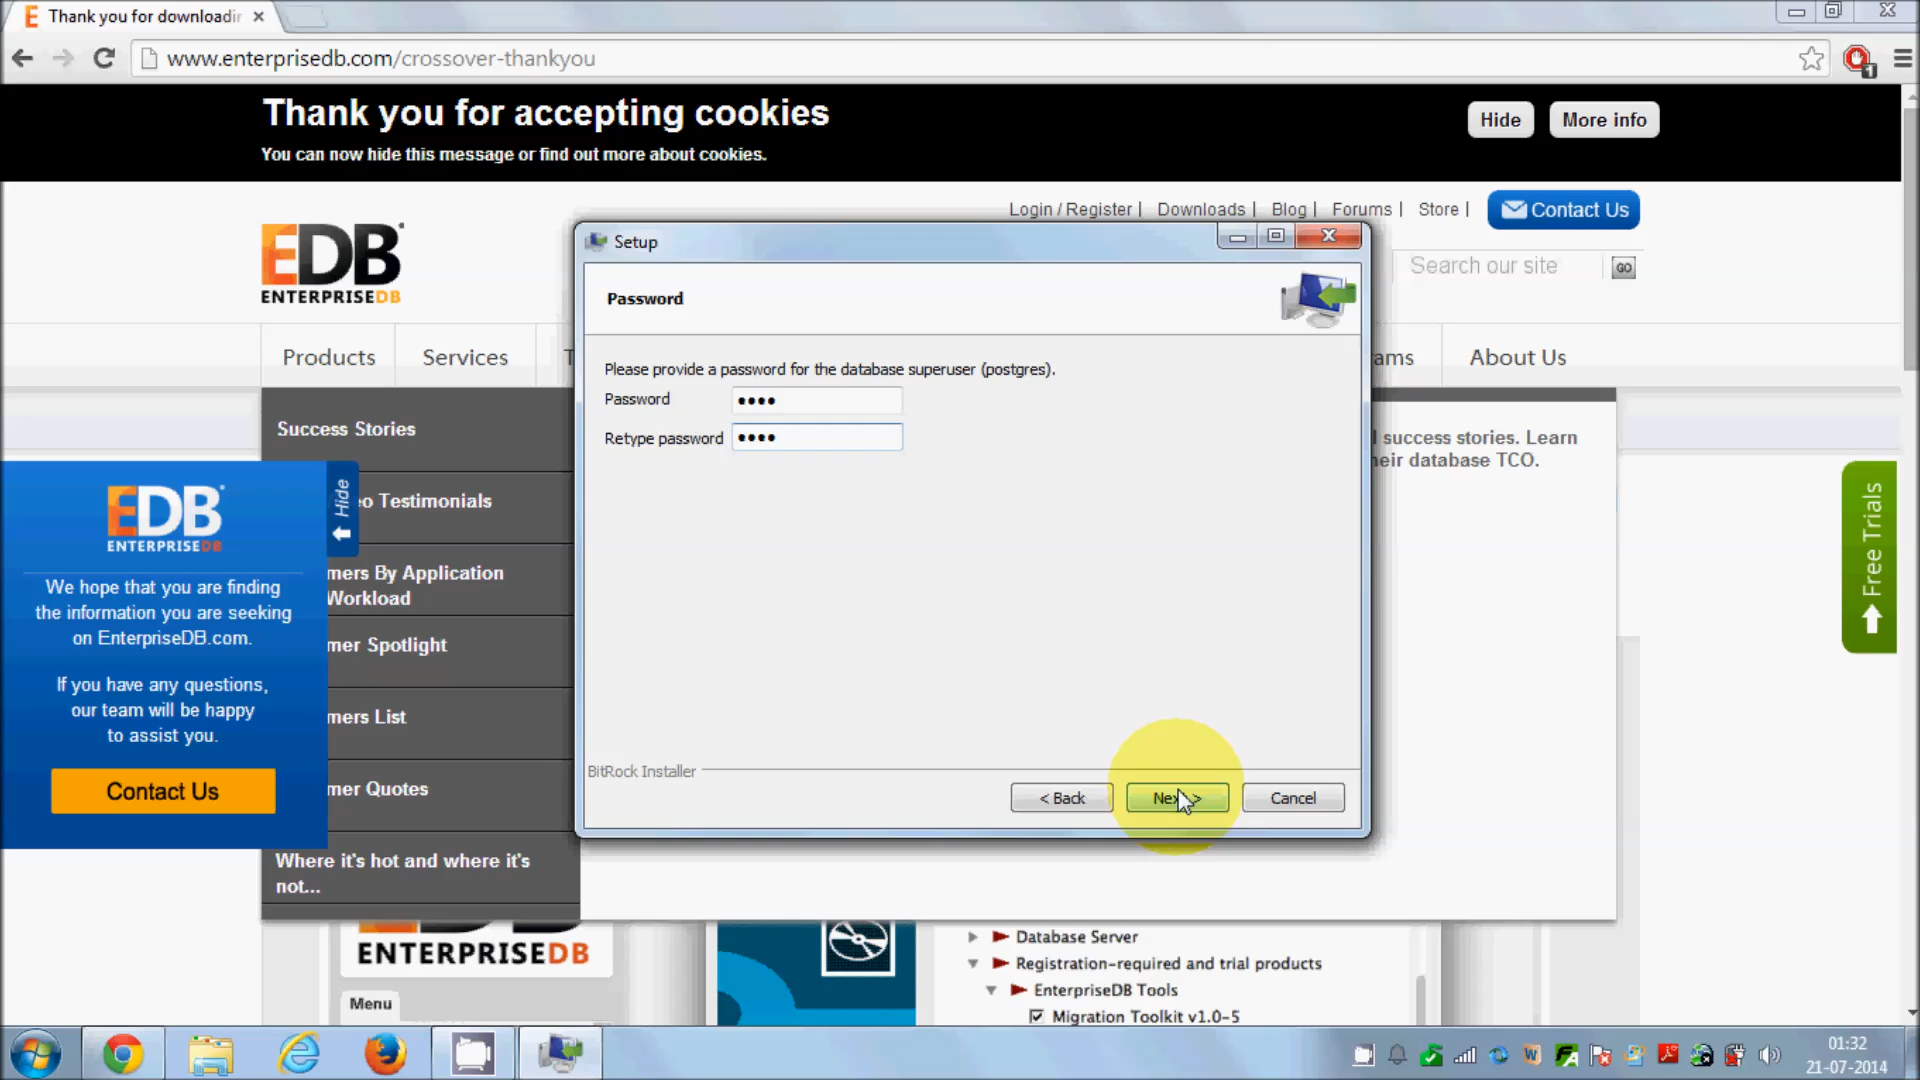 Thank you for downloadin
www.enterprisedb.com/crossover-thankyou
1
Thank you for accepting cookies
You can now hide this message or find out more about cookies.
Hide
More info
Login / Register |
Downloads |
Blog |
Forums |
Store |
Contact Us
EDB
ENTERPRISEDB
Search our site
GO
Products
Services
T
ams
About Us
Setup
Password
Please provide a password for the database superuser (postgres).
Password
Retype password
BitRock Installer
< Back
Next >
Cancel
Success Stories
eo Testimonials
mers By Application
Workload
mer Spotlight
mers List
mer Quotes
Where it's hot and where it's
not...
l success stories. Learn
heir database TCO.
EDB
ENTERPRISEDB
Hide
We hope that you are finding
the information you are seeking
on EnterpriseDB.com.
If you have any questions,
our team will be happy
to assist you.
Contact Us
Free Trials
ENTERPRISEDB
Menu
Database Server
Registration-required and trial products
EnterpriseDB Tools
Migration Toolkit v1.0-5
01:32
21-07-2014